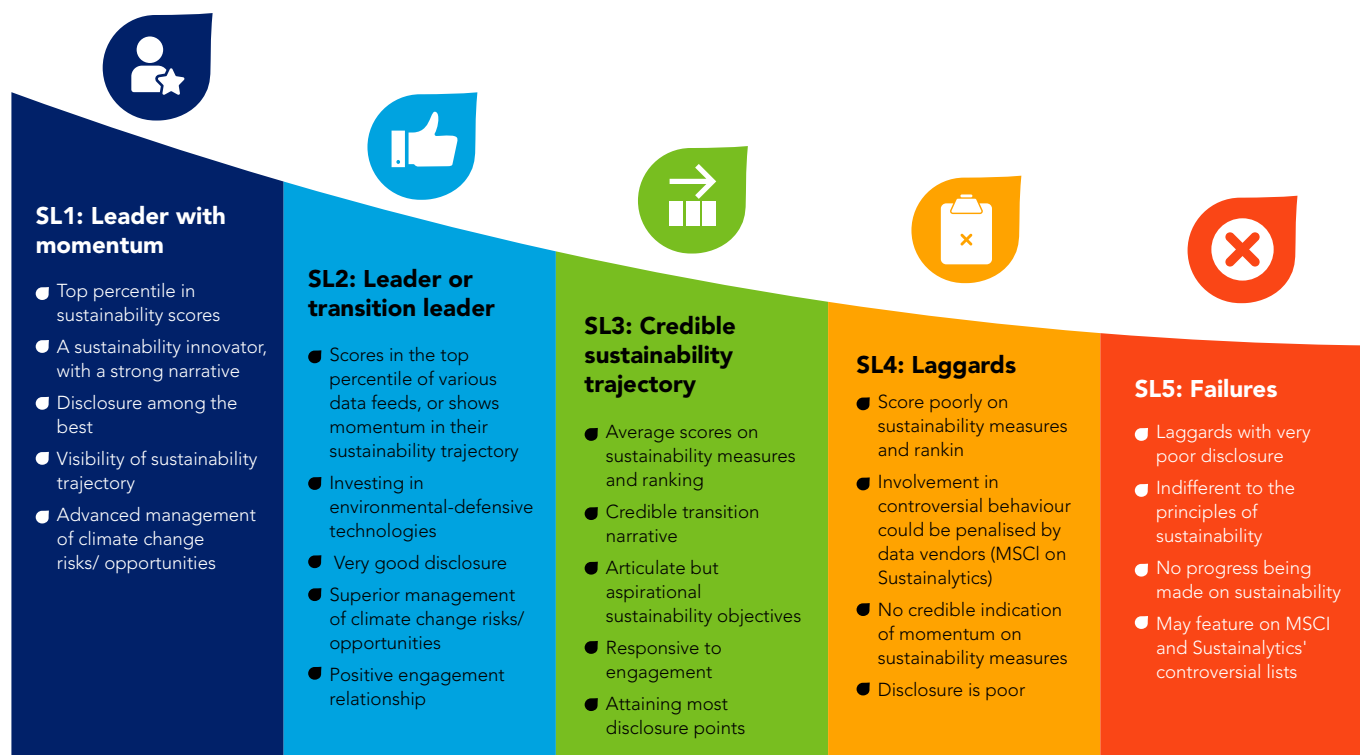 SL1: Leader with
momentum
Top percentile in
sustainability scores
A sustainability innovator,
with a strong narrative
Disclosure among the
best
Visibility of sustainability
trajectory
Advanced management
of climate change
risks/ opportunities
SL2: Leader or
transition leader
Scores in the top
percentile of various
data feeds, or shows
momentum in their
sustainability trajectory
Investing in
environmental-defensive
technologies
Very good disclosure
Superior management
of climate change risks/
opportunities
Positive engagement
relationship
SL3: Credible
sustainability
trajectory
Average scores on
sustainability measures
and ranking
Credible transition
narrative
Articulate but
aspirational
sustainability objectives
Responsive to
engagement
Attaining most
disclosure points
SL4: Laggards
Score poorly on
sustainability measures
and rankin
Involvement in
controversial behaviour
could be penalised by
data vendors (MSCI on
Sustainalytics)
No credible indication
of momentum on
sustainability measures
Disclosure is poor
SL5: Failures
Laggards with very
poor disclosure
Indifferent to the
principles of
sustainability
No progress being
made on sustainability
May feature on MSCI
and Sustainalytics'
controversial lists